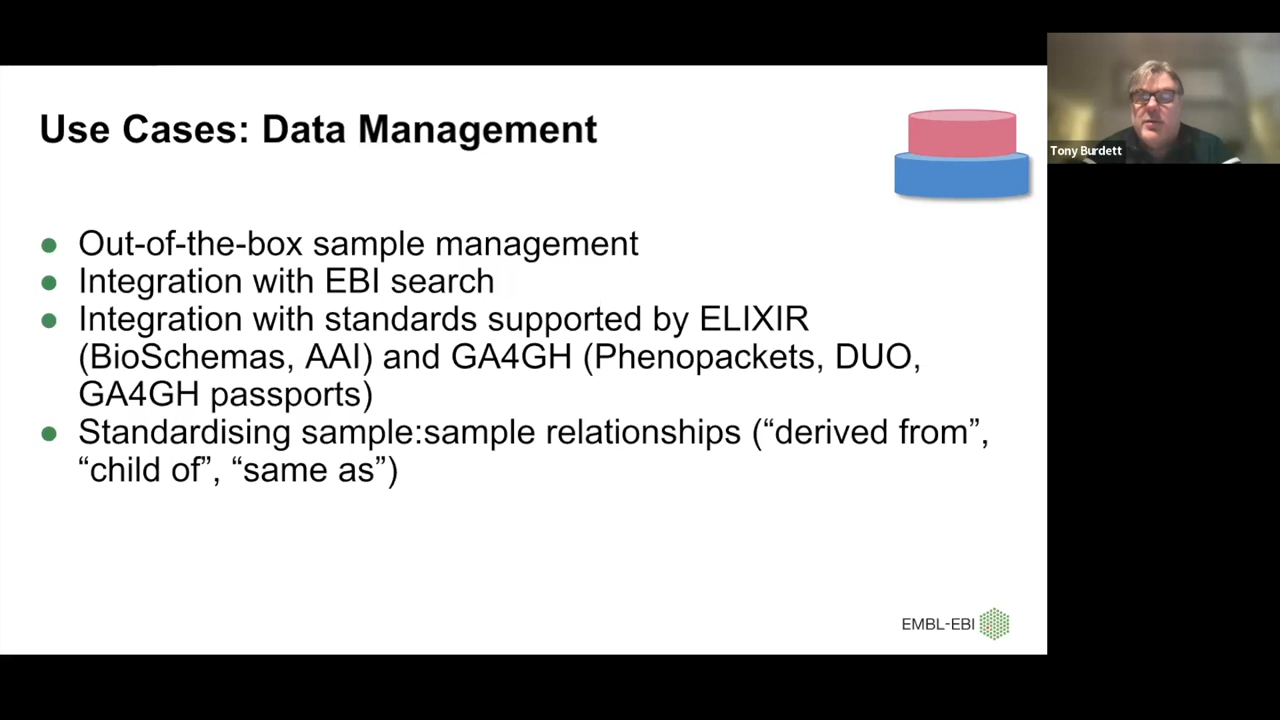 Use Cases: Data Management
Tony Burdett
● Out-of-the-box sample management
● Integration with EBI search
● Integration with standards supported by ELIXIR
(BioSchemas, AAI) and GA4GH (Phenopackets, DUO,
GA4GH passports)
● Standardising sample:sample relationships (“derived from”,
“child of”, “same as”)
EMBL-EBI